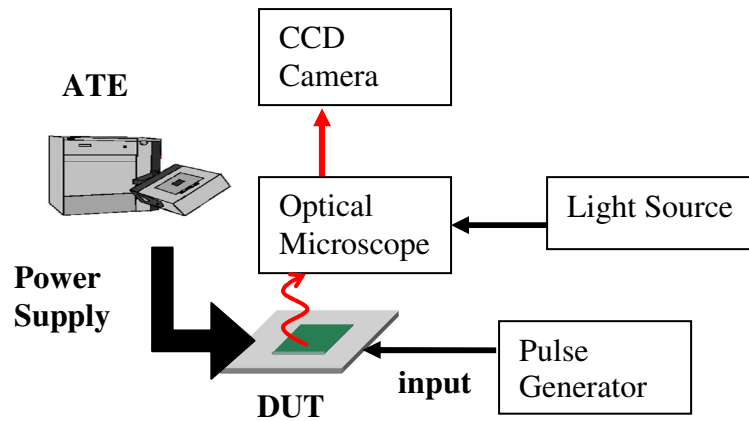 CCD
Camera
ATE
Optical
Microscope
Light Source
Power
Supply
Pulse
Generator
input
DUT